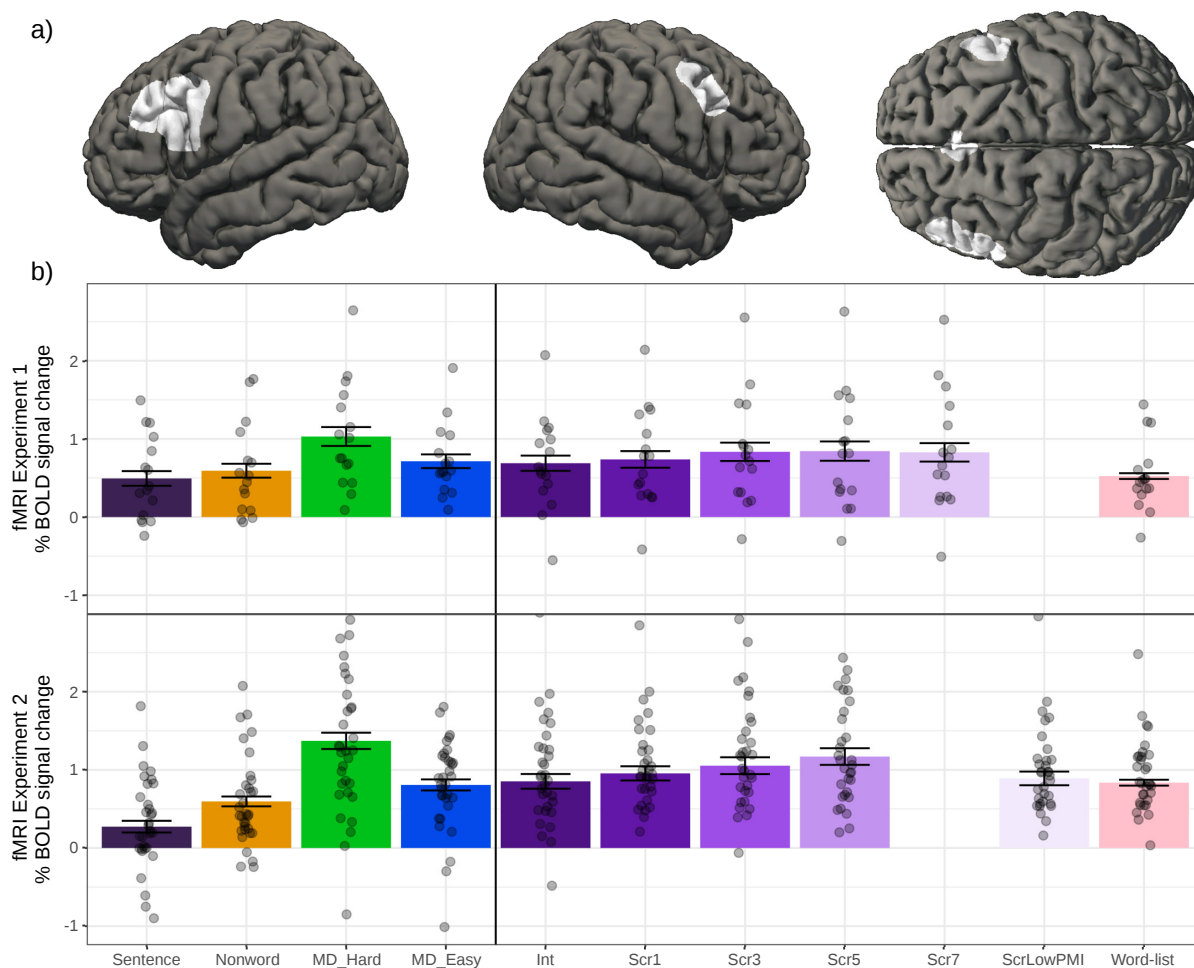 a)
b)
fMRI Experiment 1
% BOLD signal change
2
1
0
-1
fMRI Experiment 2
% BOLD signal change
2
1
0
-1
Sentence Nonword MD_Hard MD_Easy Int Scr1 Scr3 Scr5 Scr7 ScrLowPMI Word-list